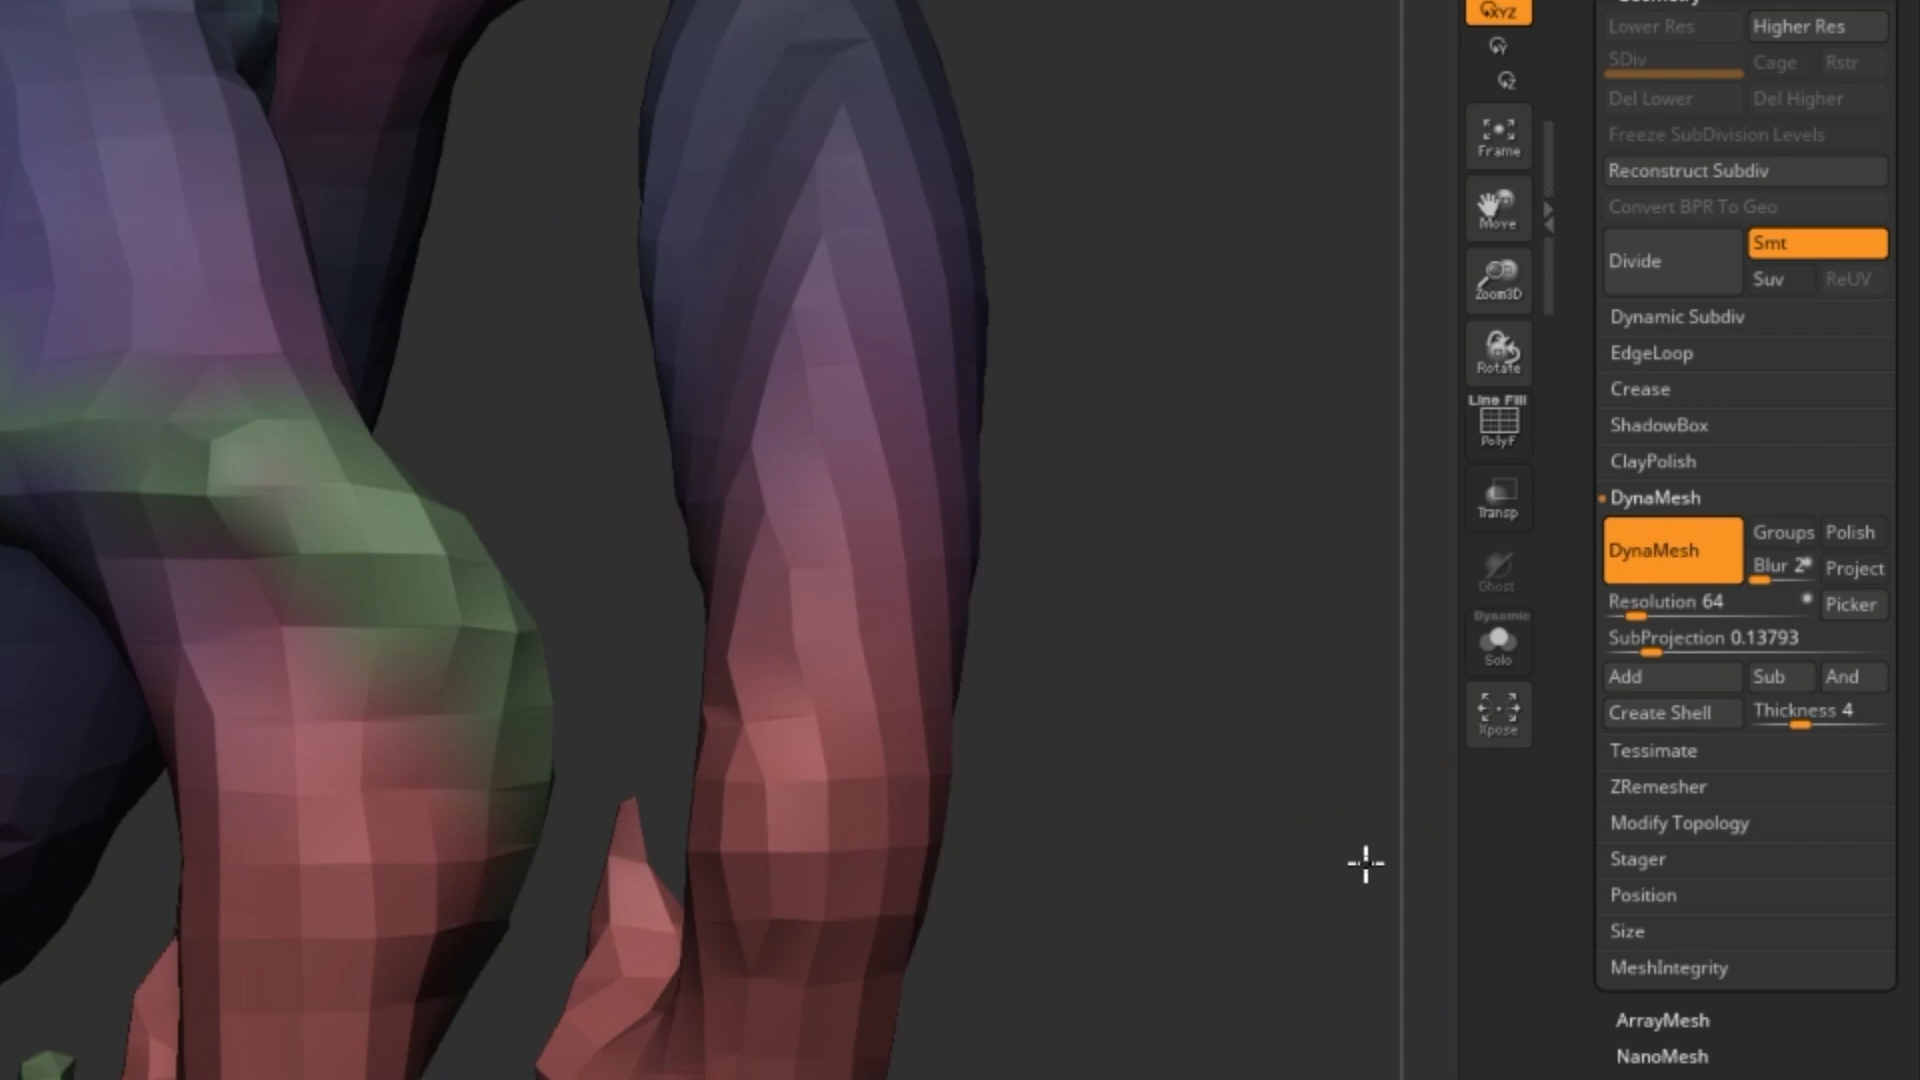 Geometry
Lower Res Higher Res
SDiv Cage Rstr
Del Lower Del Higher
Freeze SubDivision Levels
Reconstruct Subdiv
Convert BPR To Geo
Divide Smt
Suv ReUV
Dynamic Subdiv
EdgeLoop
Crease
ShadowBox
ClayPolish
DynaMesh
DynaMesh Groups Polish
Blur 2 Project
Resolution 64 Picker
SubProjection 0.13793
Add Sub And
Create Shell Thickness 4
Tessimate
ZRemesher
Modify Topology
Stager
Position
Size
MeshIntegrity
ArrayMesh
NanoMesh
XYZ
Y
Z
Frame
Move
Zoom3D
Rotate
Line Fill
PolyF
Transp
Ghost
Dynamic
Solo
Xpose